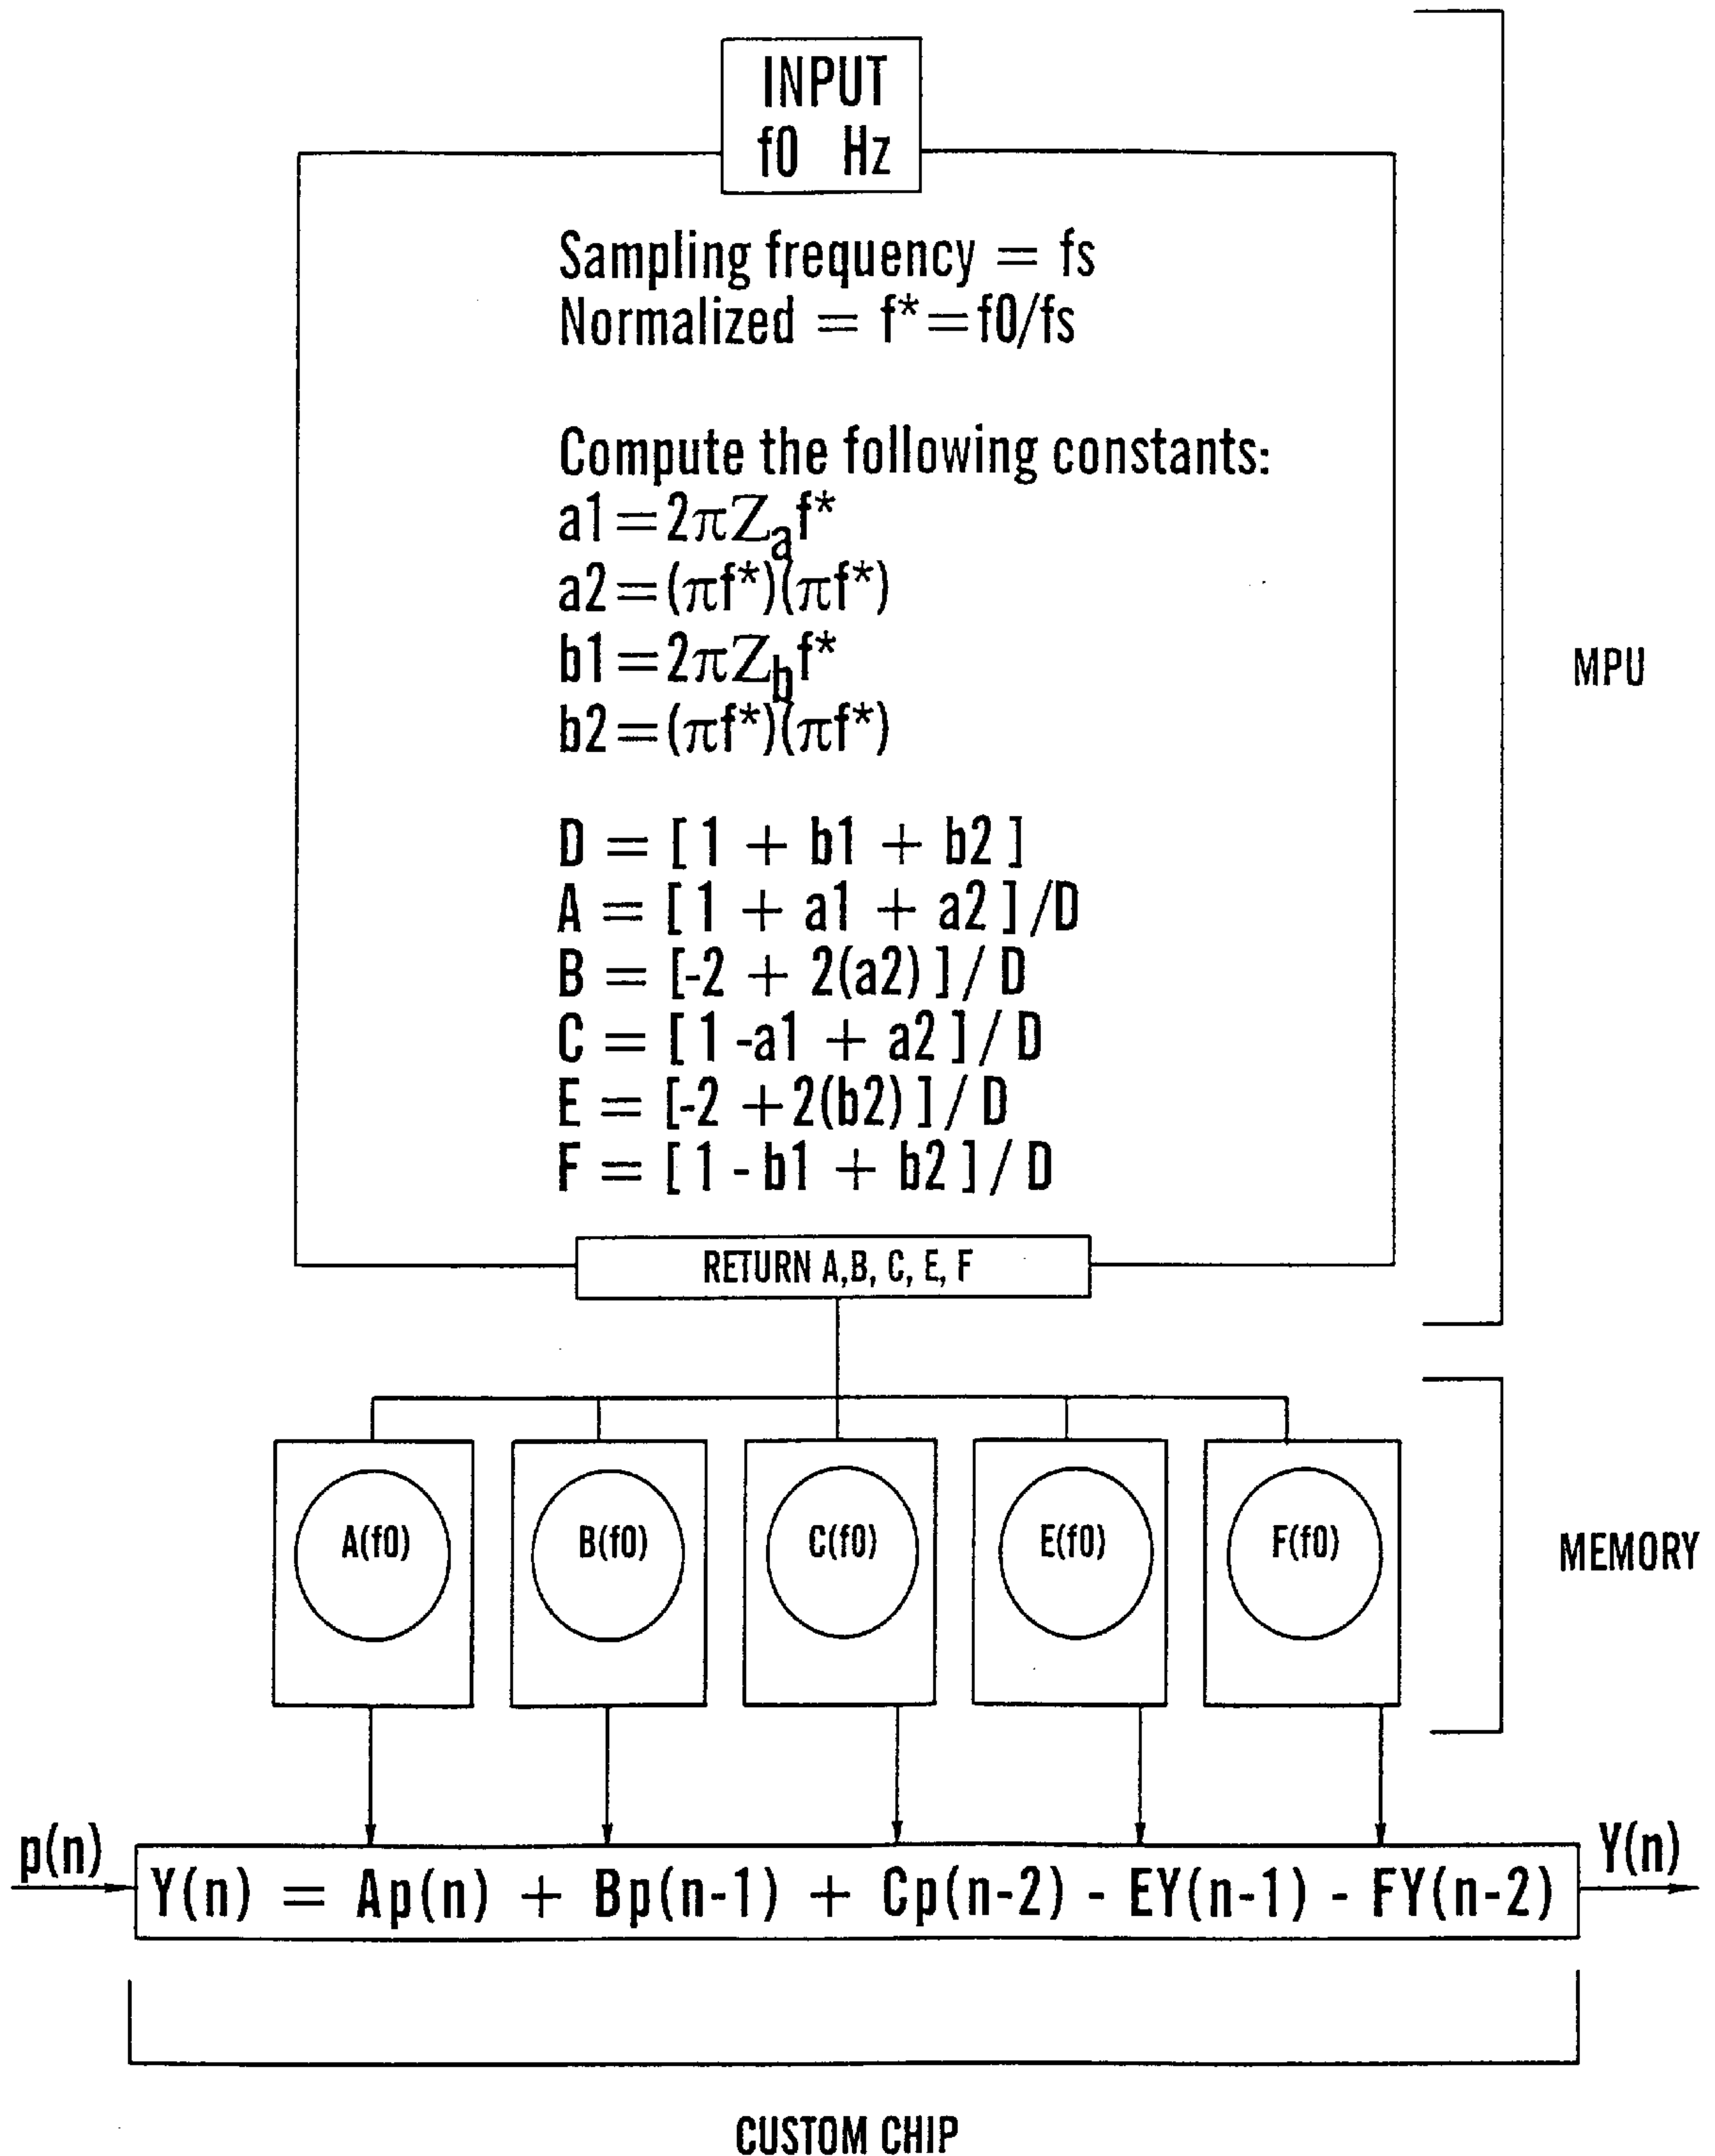 INPUT
f0 Hz
Sampling frequency = fs
Normalized = f*=f0/fs
Compute the following constants:
a1=2πZaf*
a2=(πf*)(πf*)
b1=2πZbf*
b2=(πf*)(πf*)
D = [ 1 + b1 + b2 ]
A = [ 1 + a1 + a2 ] /D
B = [-2 + 2(a2) ] / D
C = [ 1 -a1 + a2 ] / D
E = [-2 +2(b2) ] / D
F = [ 1 - b1 + b2 ] / D
MPU
RETURN A,B, C, E, F
A(f0) B(f0) C(f0) E(f0) F(f0)
MEMORY
p(n)
Y(n) = Ap(n) + Bp(n-1) + Cp(n-2) - EY(n-1) - FY(n-2)
Y(n)
CUSTOM CHIP